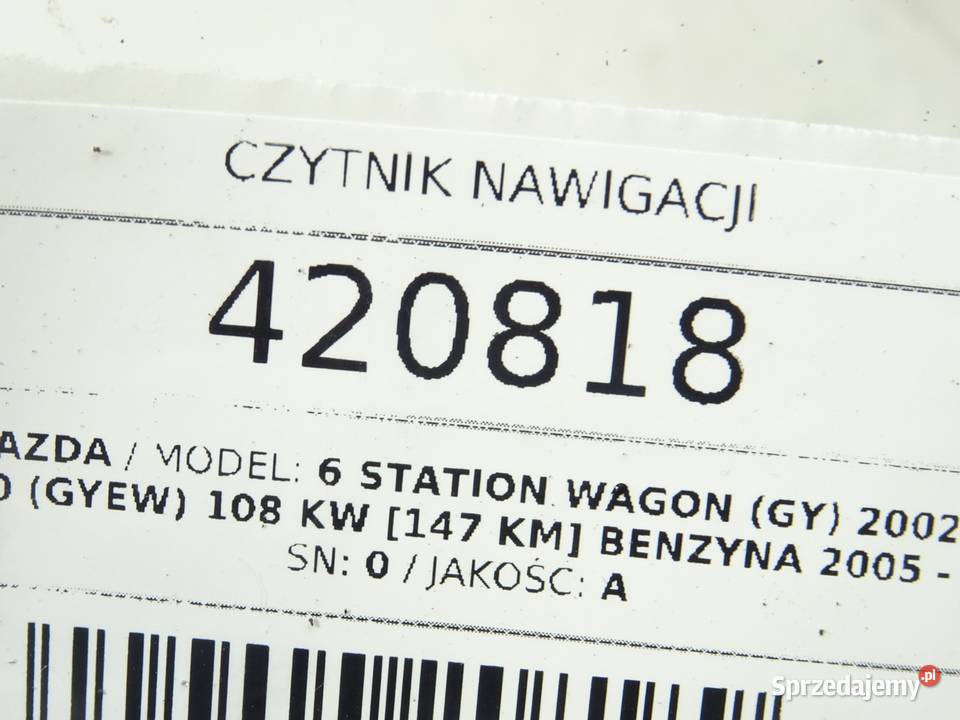 CZYTNIK NAWIGACJI
420818
AZDA / MODEL: 6 STATION WAGON (GY) 2002
0 (GYEW) 108 KW [147 KM] BENZYNA 2005 -
SN: 0 / JAKOŚC: A
Sprzedajemy.pl